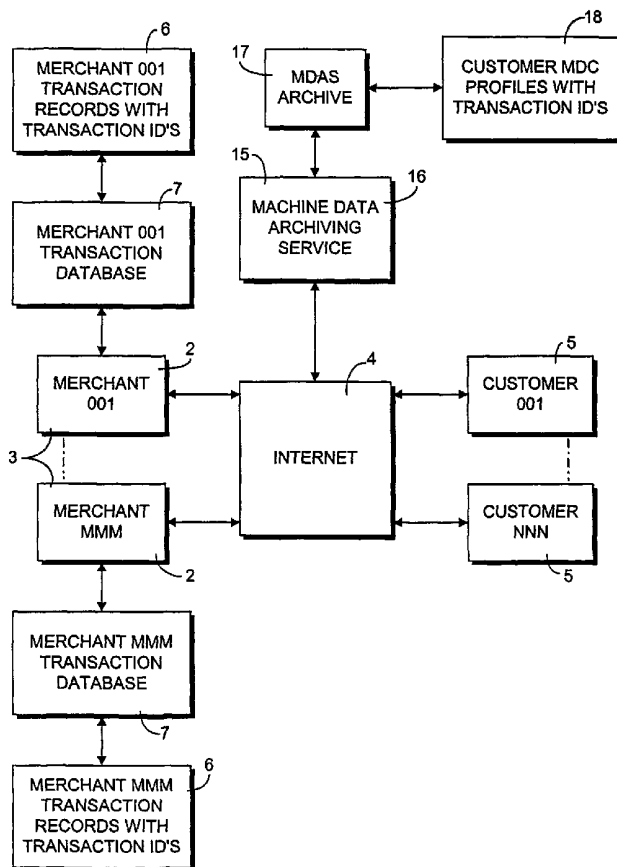 6
MERCHANT 001
TRANSACTION
RECORDS WITH
TRANSACTION ID'S
17
MDAS
ARCHIVE
18
CUSTOMER MDC
PROFILES WITH
TRANSACTION ID'S
7
MERCHANT 001
TRANSACTION
DATABASE
15
16
MACHINE DATA
ARCHIVING
SERVICE
2
MERCHANT
001
4
INTERNET
5
CUSTOMER
001
3
MERCHANT
MMM
2
CUSTOMER
NNN
5
MERCHANT MMM
TRANSACTION
DATABASE
7
6
MERCHANT MMM
TRANSACTION
RECORDS WITH
TRANSACTION ID'S